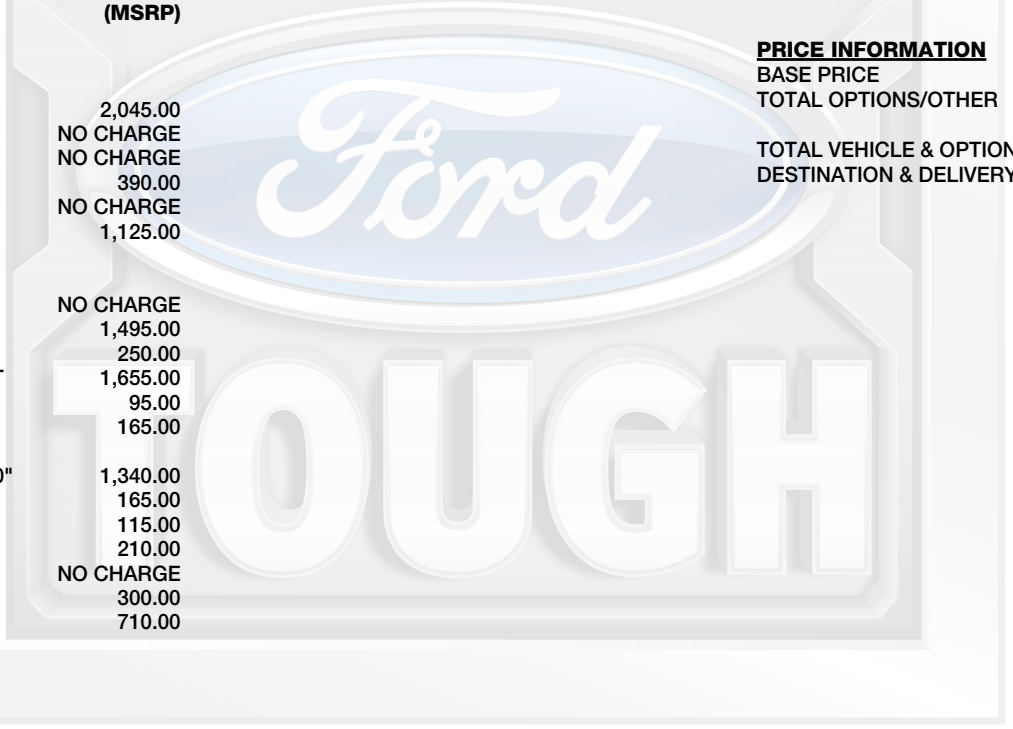 (MSRP)
2,045.00
NO CHARGE
NO CHARGE
390.00
NO CHARGE
1,125.00
NO CHARGE
1,495.00
250.00
1,655.00
95.00
165.00
0"
1,340.00
165.00
115.00
210.00
NO CHARGE
300.00
710.00
PRICE INFORMATION
BASE PRICE
TOTAL OPTIONS/OTHER
TOTAL VEHICLE & OPTION
DESTINATION & DELIVERY
Ford
TOUGH